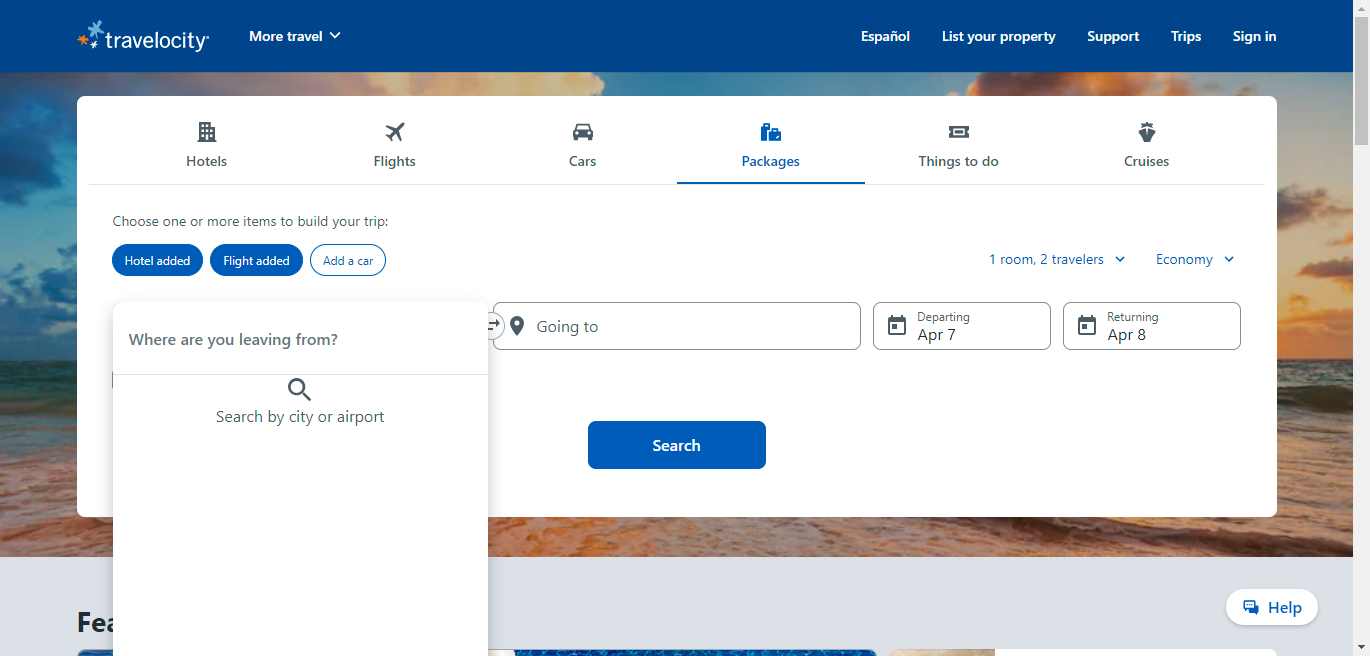 travelocity
More travel
Español
List your property
Support
Trips
Sign in
Hotels
Flights
Cars
Packages
Things to do
Cruises
Choose one or more items to build your trip:
Hotel added
Flight added
Add a car
1 room, 2 travelers
Economy
Where are you leaving from?
Going to
Departing
Apr 7
Returning
Apr 8
Search by city or airport
Search
Help